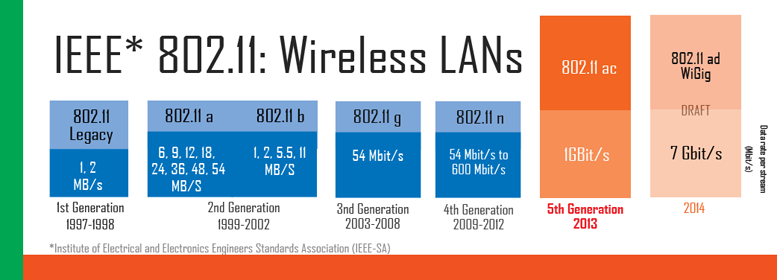 IEEE* 802.11: Wireless LANs
802.11
Legacy
1, 2
MB/s
1st Generation
1997-1998
802.11 a
6, 9, 12, 18,
24, 36, 48, 54
MB/S
802.11 b
1, 2, 5.5, 11
MB/S
2nd Generation
1999-2002
802.11 g
54 Mbit/s
3nd Generation
2003-2008
802.11 n
54 Mbit/s to
600 Mbit/s
4th Generation
2009-2012
802.11 ac
1GBit/s
5th Generation
2013
802.11 ad
WiGig
DRAFT
7 Gbit/s
2014
Data rate per stream
(Mbit/s)
*Institute of Electrical and Electronics Engineers Standards Association (IEEE-SA)